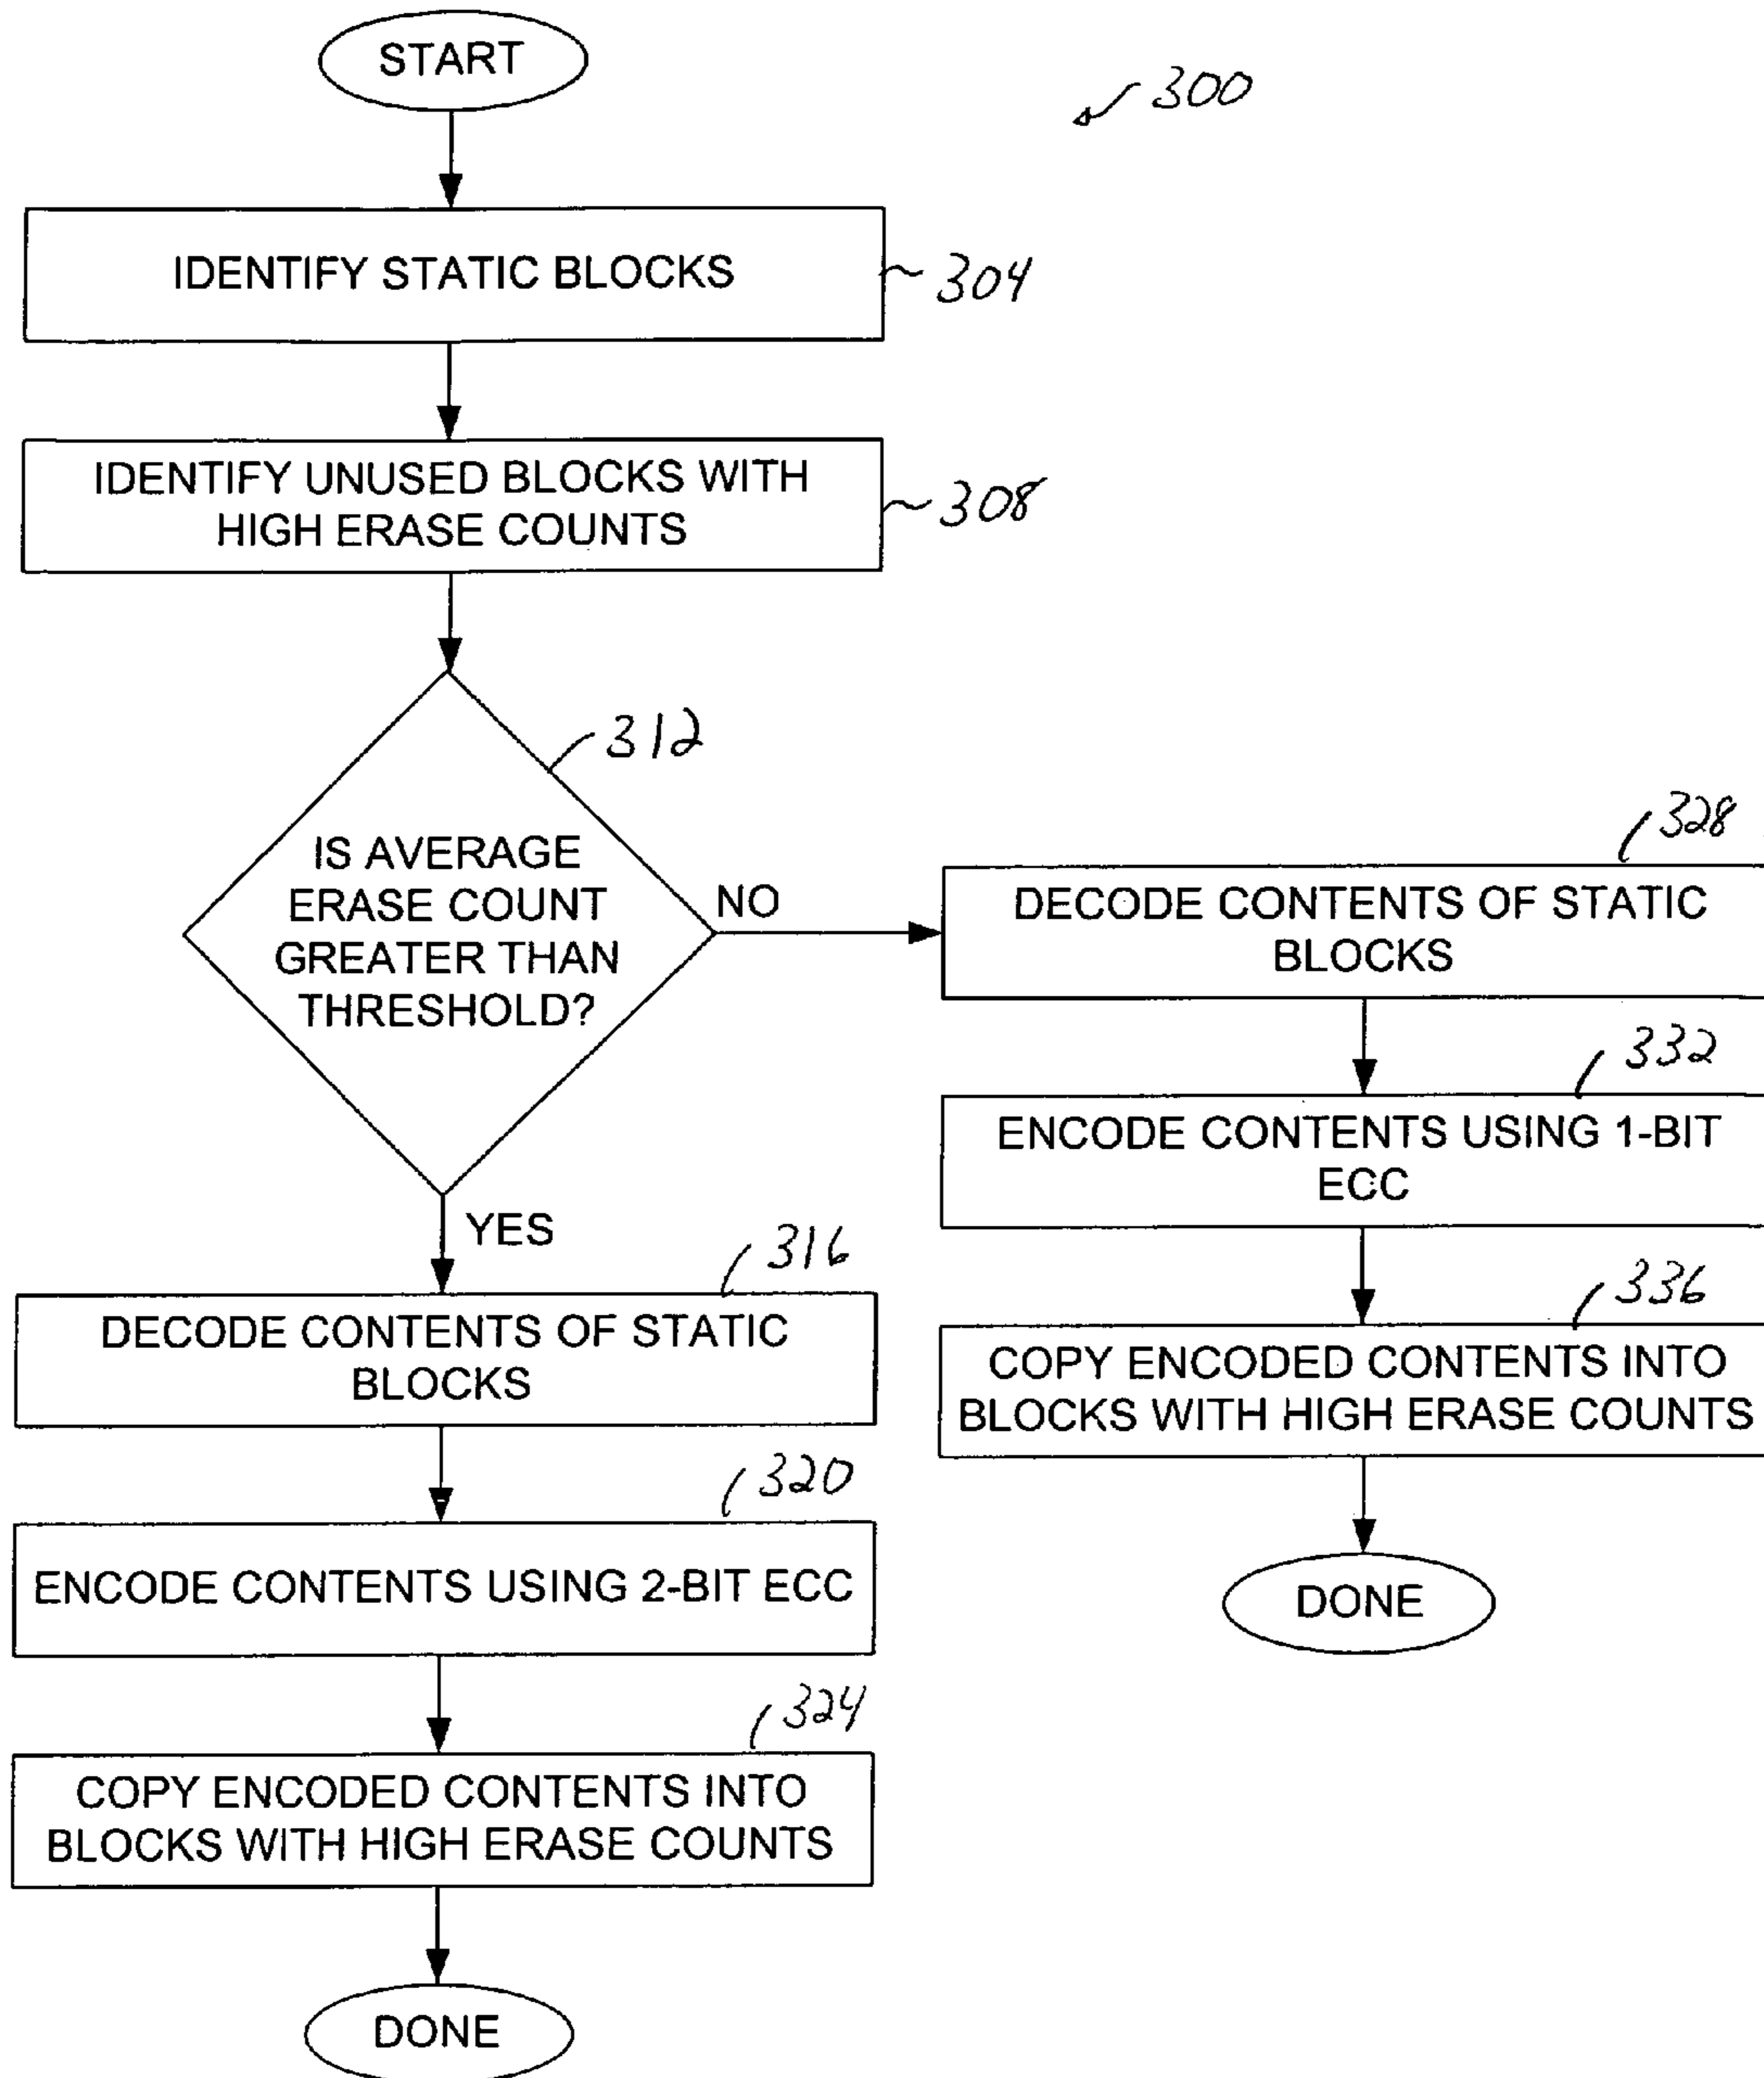 START
300
IDENTIFY STATIC BLOCKS
304
IDENTIFY UNUSED BLOCKS WITH
HIGH ERASE COUNTS
308
312
IS AVERAGE
ERASE COUNT
GREATER THAN
THRESHOLD?
NO
YES
328
DECODE CONTENTS OF STATIC
BLOCKS
332
ENCODE CONTENTS USING 1-BIT
ECC
336
COPY ENCODED CONTENTS INTO
BLOCKS WITH HIGH ERASE COUNTS
DONE
316
DECODE CONTENTS OF STATIC
BLOCKS
320
ENCODE CONTENTS USING 2-BIT ECC
324
COPY ENCODED CONTENTS INTO
BLOCKS WITH HIGH ERASE COUNTS
DONE